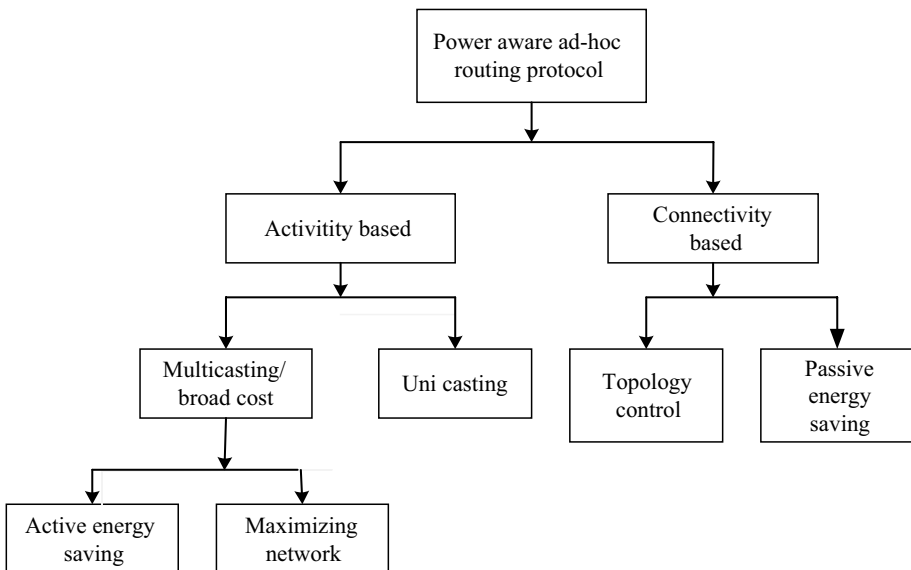 Power aware ad-hoc
routing protocol
Activitity based
Connectivity
based
Multicasting/
broad cost
Uni casting
Topology
control
Passive
energy
saving
Active energy
saving
Maximizing
network